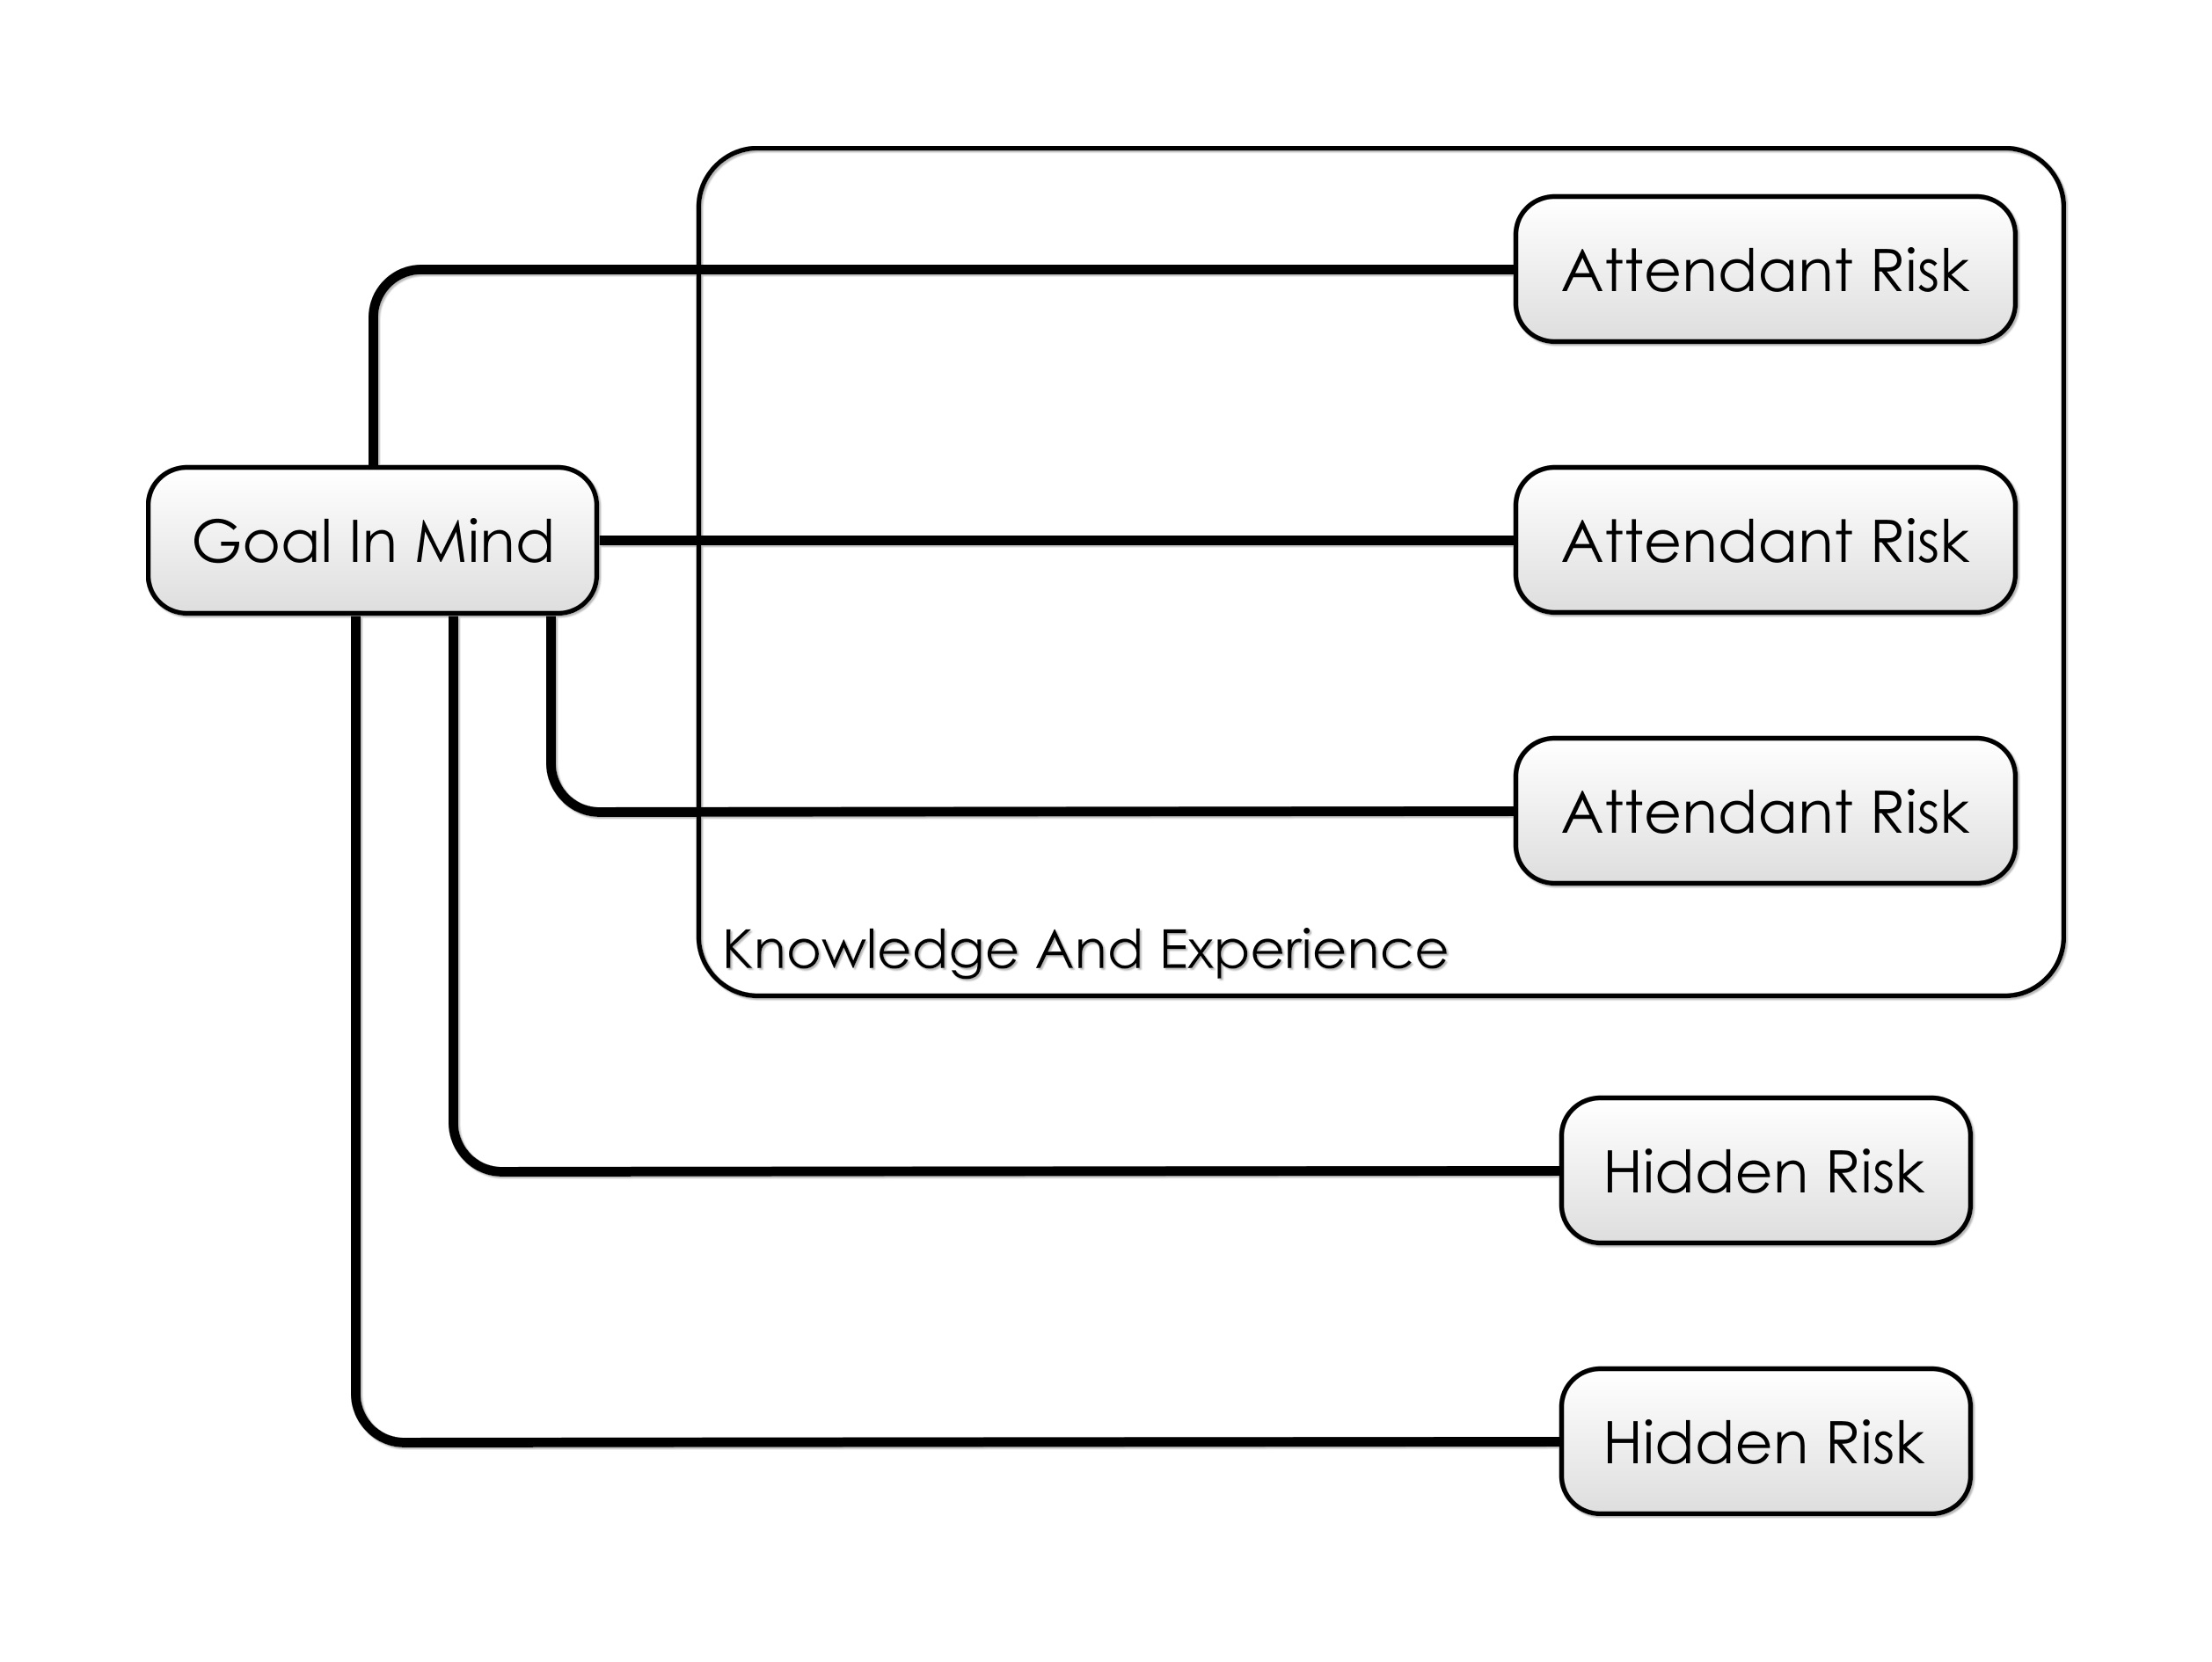 Attendant Risk
Goal In Mind
Attendant Risk
Attendant Risk
Knowledge And Experience
Hidden Risk
Hidden Risk